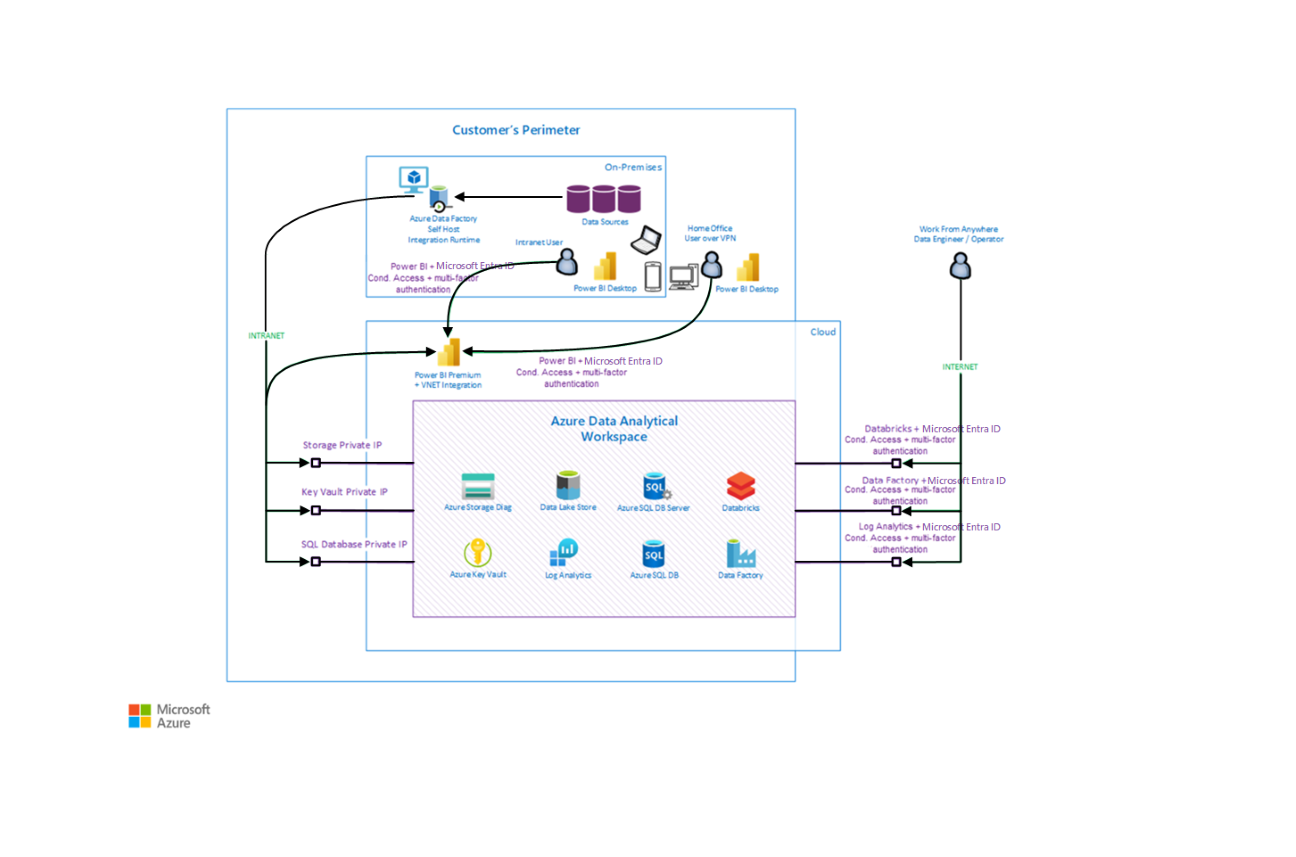 Customer's Perimeter
On-Premises
Azure Data Factory
Self Host
Integration Runtime
Data Sources
Intranet User
Home Office
User over VPN
Power BI + Microsoft Entra ID
Cond. Access + multi-factor
authentication
Power BI Desktop
Power BI Desktop
Work From Anywhere
Data Engineer / Operator
INTRANET
Cloud
Power BI Premium
+ VNET Integration
Power BI + Microsoft Entra ID
Cond. Access + multi-factor
authentication
INTERNET
Azure Data Analytical
Workspace
Storage Private IP
Key Vault Private IP
SQL Database Private IP
Azure Storage Diag
Data Lake Store
Azure SQL DB Server
Databricks
Azure Key Vault
Log Analytics
Azure SQL DB
Data Factory
Databricks + Microsoft Entra ID
Cond. Access + multi-factor
authentication
Data Factory + Microsoft Entra ID
Cond. Access + multi-factor
authentication
Log Analytics + Microsoft Entra ID
Cond. Access + multi-factor
authentication
Microsoft
Azure